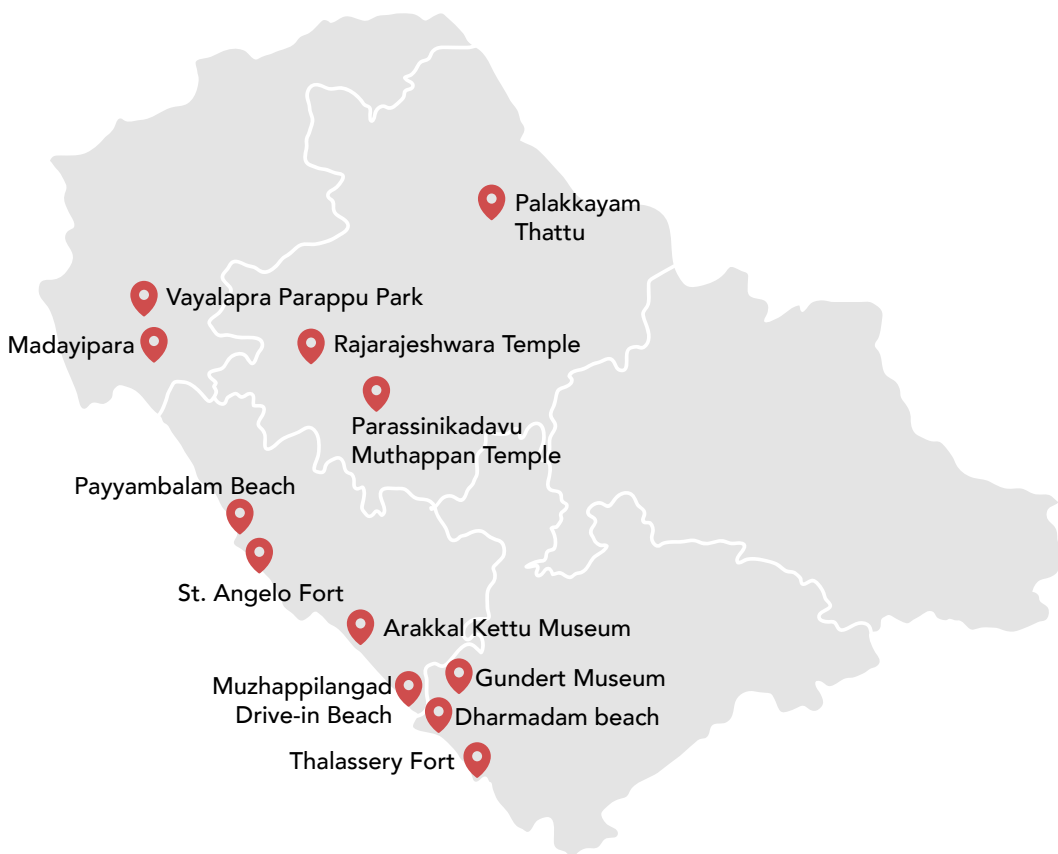 Palakkayam
Thattu
Vayalapra Parappu Park
Madayipara
Rajarajeshwara Temple
Parassinikadavu
Muthappan Temple
Payyambalam Beach
St. Angelo Fort
Arakkal Kettu Museum
Gundert Museum
Muzhappilangad
Drive-in Beach
Dharmadam beach
Thalassery Fort